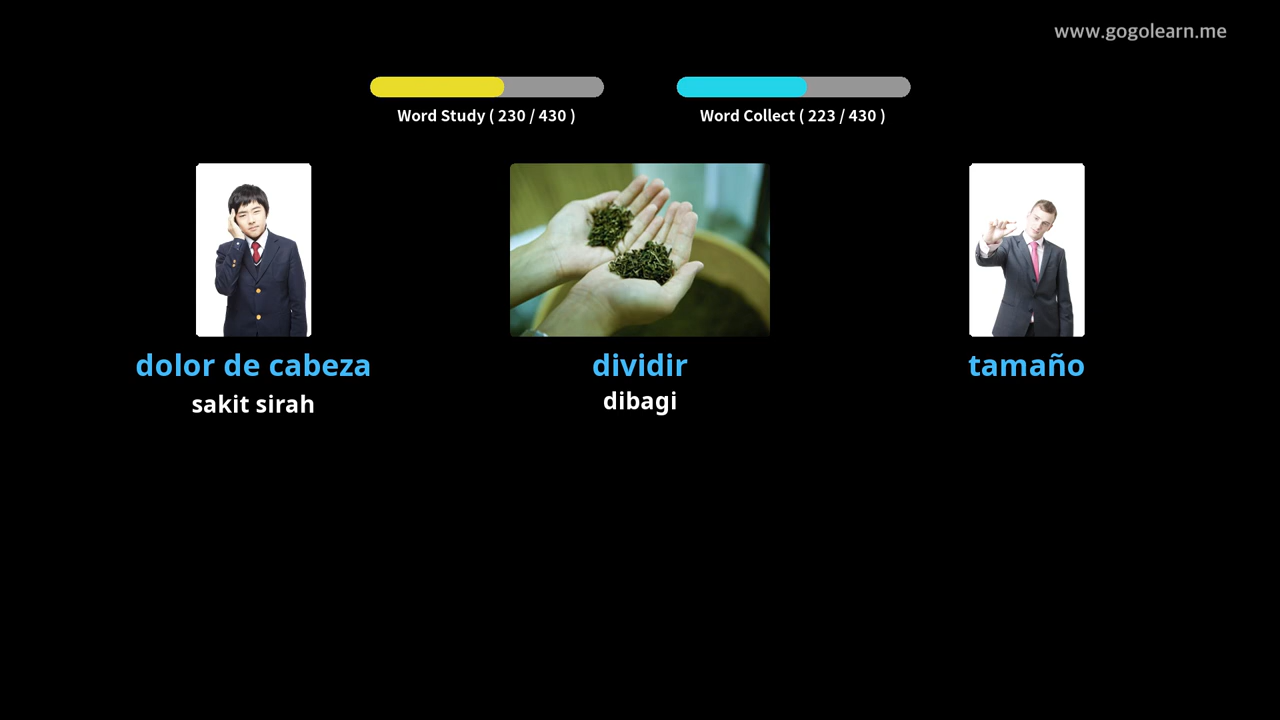 www.gogolearn.me
Word Study ( 230 / 430 )
Word Collect ( 223 / 430 )
dolor de cabeza
sakit sirah
dividir
dibagi
tamaño